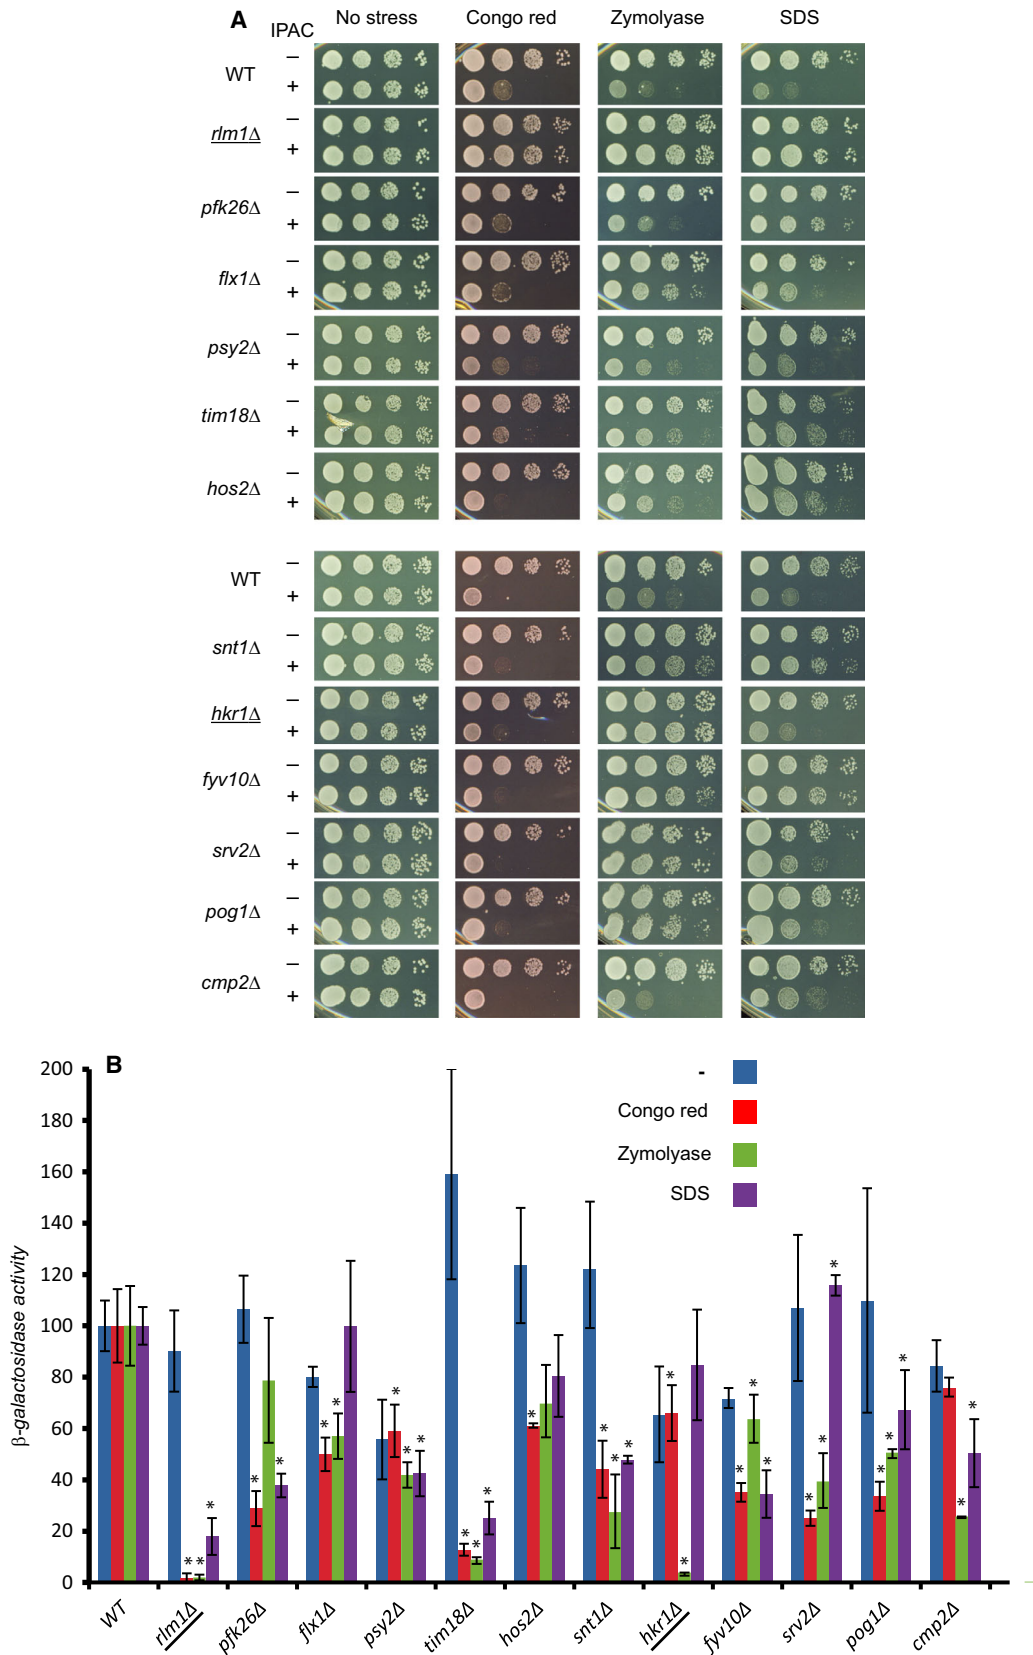 A
IPAC
No stress
Congo red
Zymolyase
SDS
WT
−
+
rlm1Δ
−
+
pfk26Δ
−
+
flx1Δ
−
+
psy2Δ
−
+
tim18Δ
−
+
hos2Δ
−
+
WT
−
+
snt1Δ
−
+
hkr1Δ
−
+
fyv10Δ
−
+
srv2Δ
−
+
pog1Δ
−
+
cmp2Δ
−
+
B
-
Congo red
Zymolyase
SDS
β-galactosidase activity
200
180
160
140
120
100
80
60
40
20
0
* * *
* *
* *
* * *
* * *
*
* * *
* *
* * *
* * *
* * *
* *
WT
rlm1Δ
pfk26Δ
flx1Δ
psy2Δ
tim18Δ
hos2Δ
snt1Δ
hkr1Δ
fyv10Δ
srv2Δ
pog1Δ
cmp2Δ